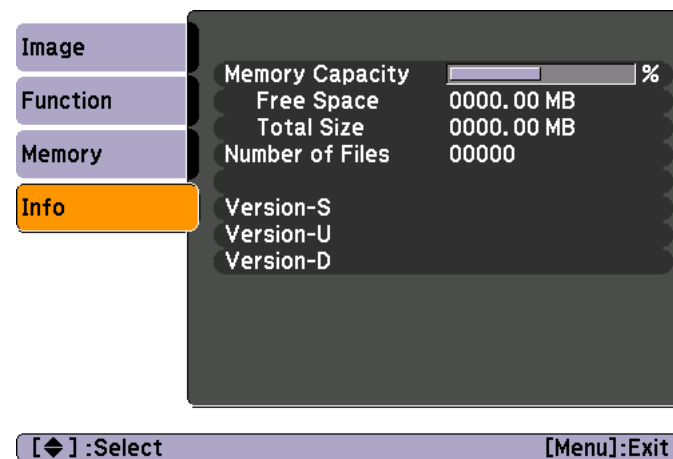 Image
Function
Memory
Info
Memory Capacity %
Free Space 0000.00 MB
Total Size 0000.00 MB
Number of Files 00000
Version-S
Version-U
Version-D
[◆] :Select [Menu]:Exit